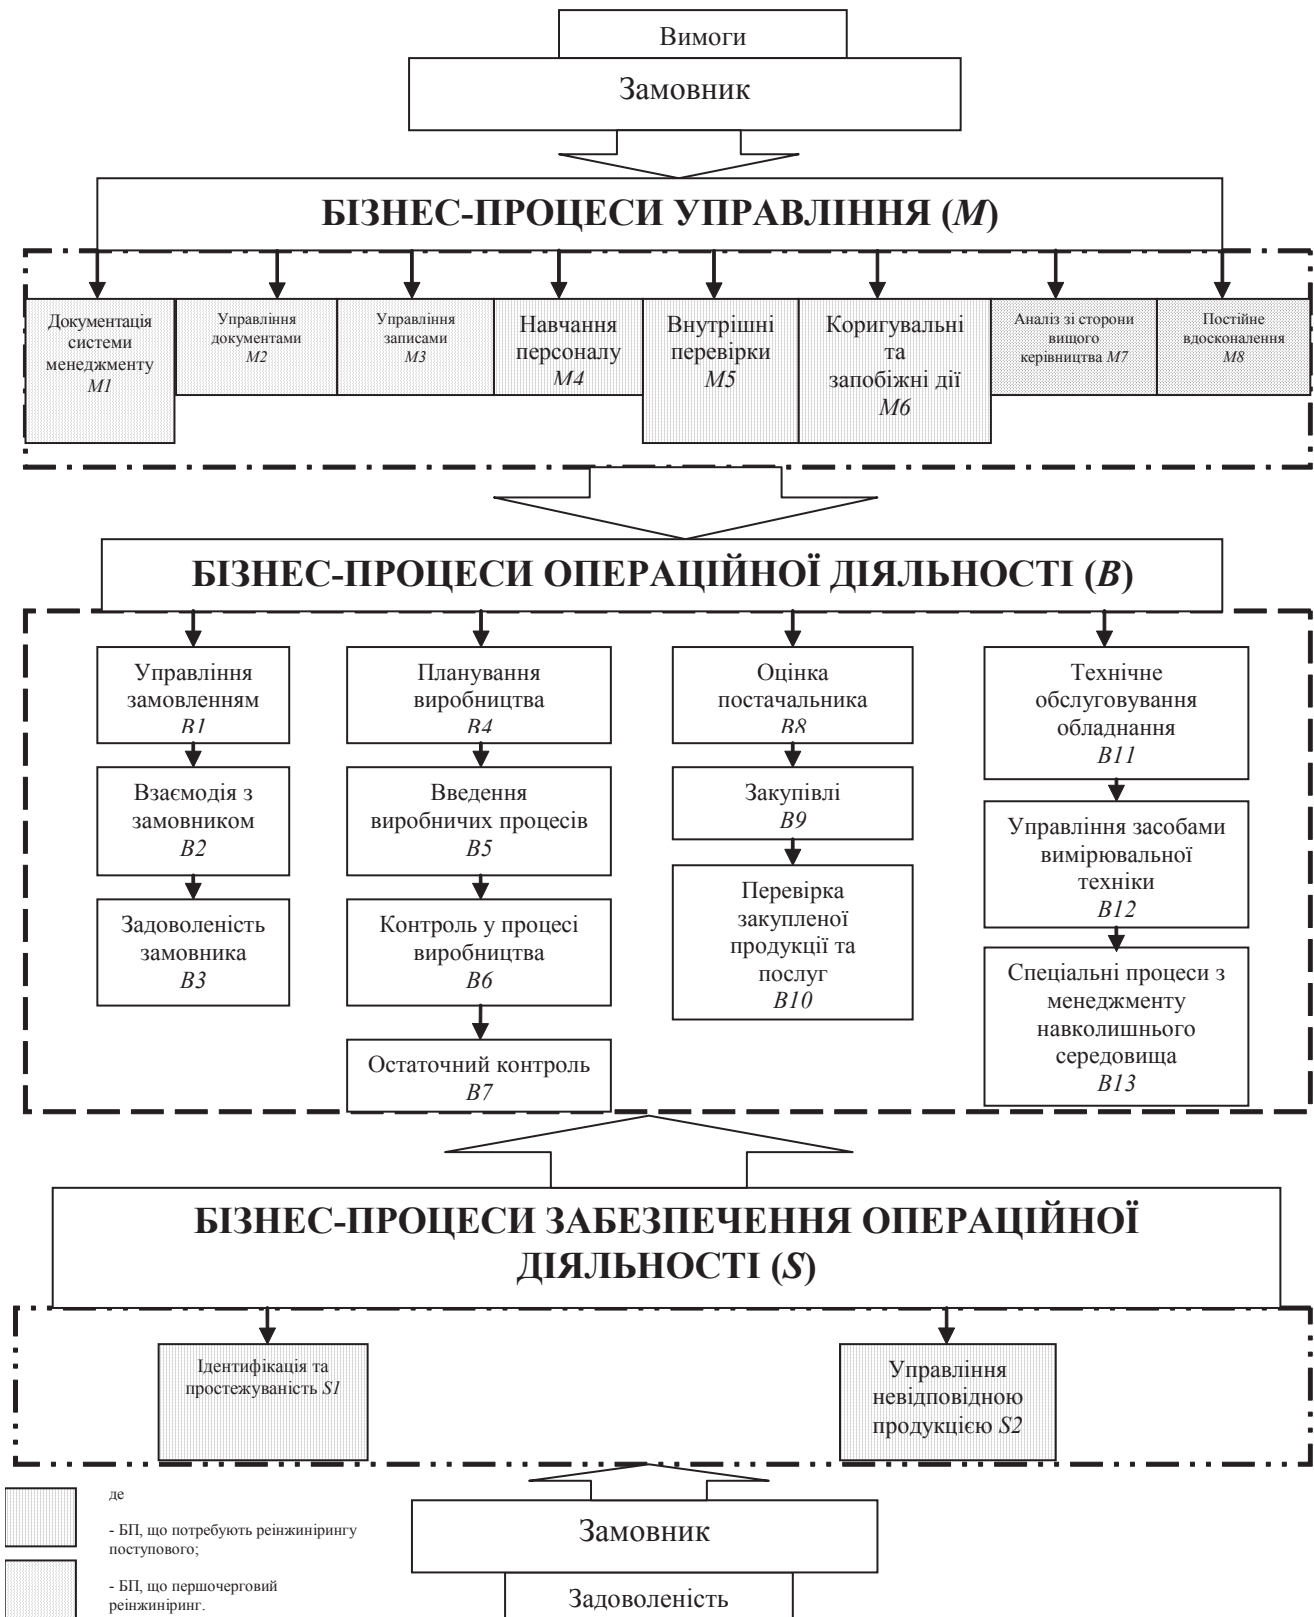 Вимоги
Замовник
БІЗНЕС-ПРОЦЕСИ УПРАВЛІННЯ (M)
Документація
системи
менеджменту
M1
Управління
документами
M2
Управління
записами
M3
Навчання
персоналу
M4
Внутрішні
перевірки
M5
Коригувальні
та
запобіжні дії
M6
Аналіз зі сторони
вищого
керівництва M7
Постійне
вдосконалення
M8
БІЗНЕС-ПРОЦЕСИ ОПЕРАЦІЙНОЇ ДІЯЛЬНОСТІ (B)
Управління
замовленням
B1
Взаємодія з
замовником
B2
Задоволеність
замовника
B3
Планування
виробництва
B4
Введення
виробничих процесів
B5
Контроль у процесі
виробництва
B6
Остаточний контроль
B7
Оцінка
постачальника
B8
Закупівлі
B9
Перевірка
закупленої
продукції та
послуг
B10
Технічне
обслуговування
обладнання
B11
Управління засобами
вимірювальної
техніки
B12
Спеціальні процеси з
менеджменту
навколишнього
середовища
B13
БІЗНЕС-ПРОЦЕСИ ЗАБЕЗПЕЧЕННЯ ОПЕРАЦІЙНОЇ
ДІЯЛЬНОСТІ (S)
Ідентифікація та
простежуваність S1
Управління
невідповідною
продукцією S2
де
- БП, що потребують реінжинірингу
поступового;
- БП, що першочерговий
реінжиніринг.
Замовник
Задоволеність